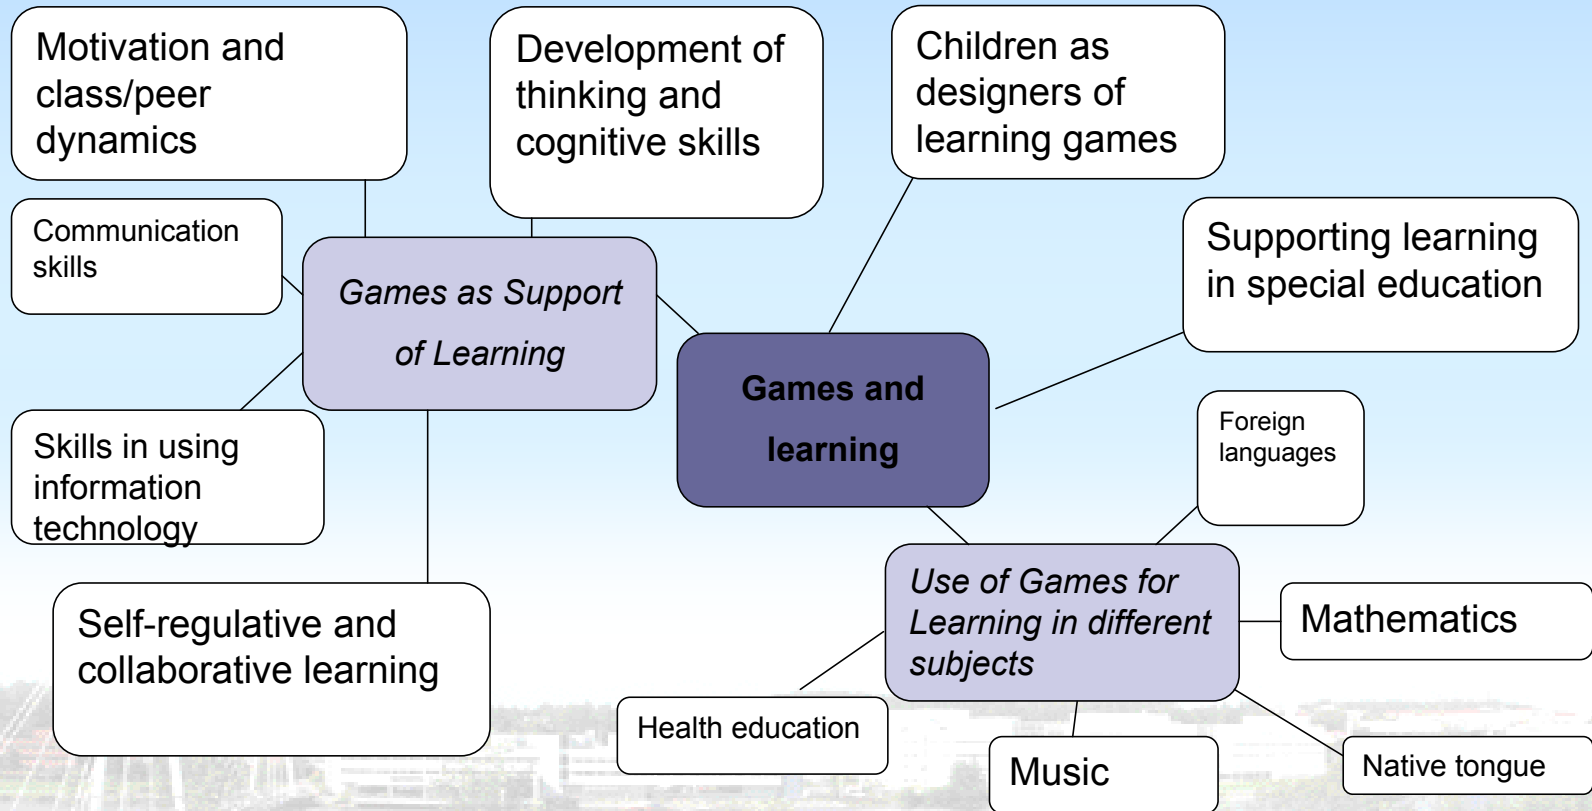 Motivation and
class/peer
dynamics
Development of
thinking and
cognitive skills
Children as
designers of
learning games
Communication
skills
Games as Support
of Learning
Supporting learning
in special education
Games and
learning
Skills in using
information
technology
Foreign
languages
Self-regulative and
collaborative learning
Use of Games for
Learning in different
subjects
Mathematics
Health education
Music
Native tongue